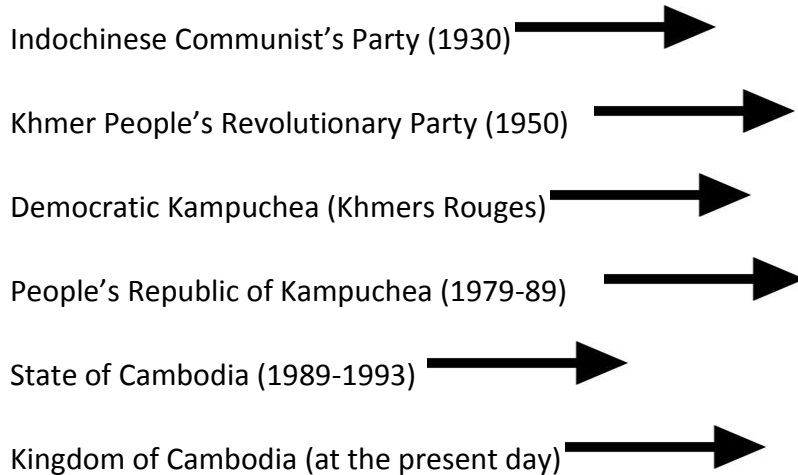 Indochinese Communist’s Party (1930)
Khmer People’s Revolutionary Party (1950)
Democratic Kampuchea (Khmers Rouges)
People’s Republic of Kampuchea (1979-89)
State of Cambodia (1989-1993)
Kingdom of Cambodia (at the present day)